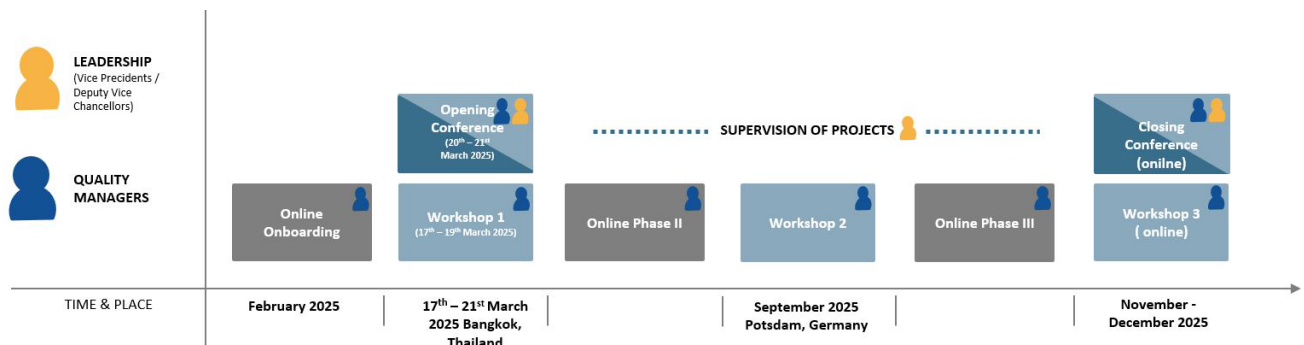 LEADERSHIP
(Vice Precidents /
Deputy Vice
Chancellors)
QUALITY
MANAGERS
Opening
Conference
(20th – 21st
March 2025)
SUPERVISION OF PROJECTS
Closing
Conference
(onilne)
Online
Onboarding
Workshop 1
(17th – 19th March 2025)
Online Phase II
Workshop 2
Online Phase III
Workshop 3
( online)
TIME & PLACE
February 2025
17th – 21st March
2025 Bangkok,
Thailand
September 2025
Potsdam, Germany
November -
December 2025